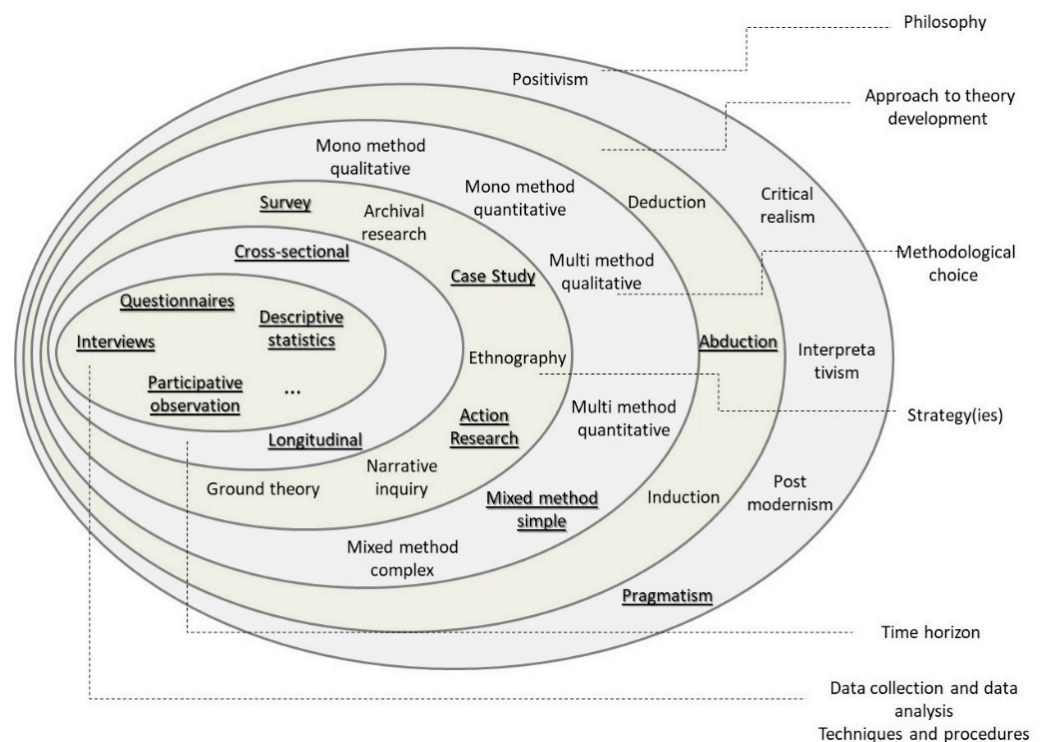 Philosophy
Positivism
Approach to theory
development
Mono method
qualitative
Mono method
quantitative
Deduction
Critical
realism
Survey
Archival
research
Cross-sectional
Multi method
qualitative
Methodological
choice
Case Study
Questionnaires
Descriptive
statistics
Interviews
Abduction
Interpreta
tivism
Ethnography
Participative
observation
...
Multi method
quantitative
Strategy(ies)
Action
Research
Longitudinal
Narrative
inquiry
Ground theory
Mixed method
simple
Induction
Post
modernism
Mixed method
complex
Pragmatism
Time horizon
Data collection and data
analysis
Techniques and procedures